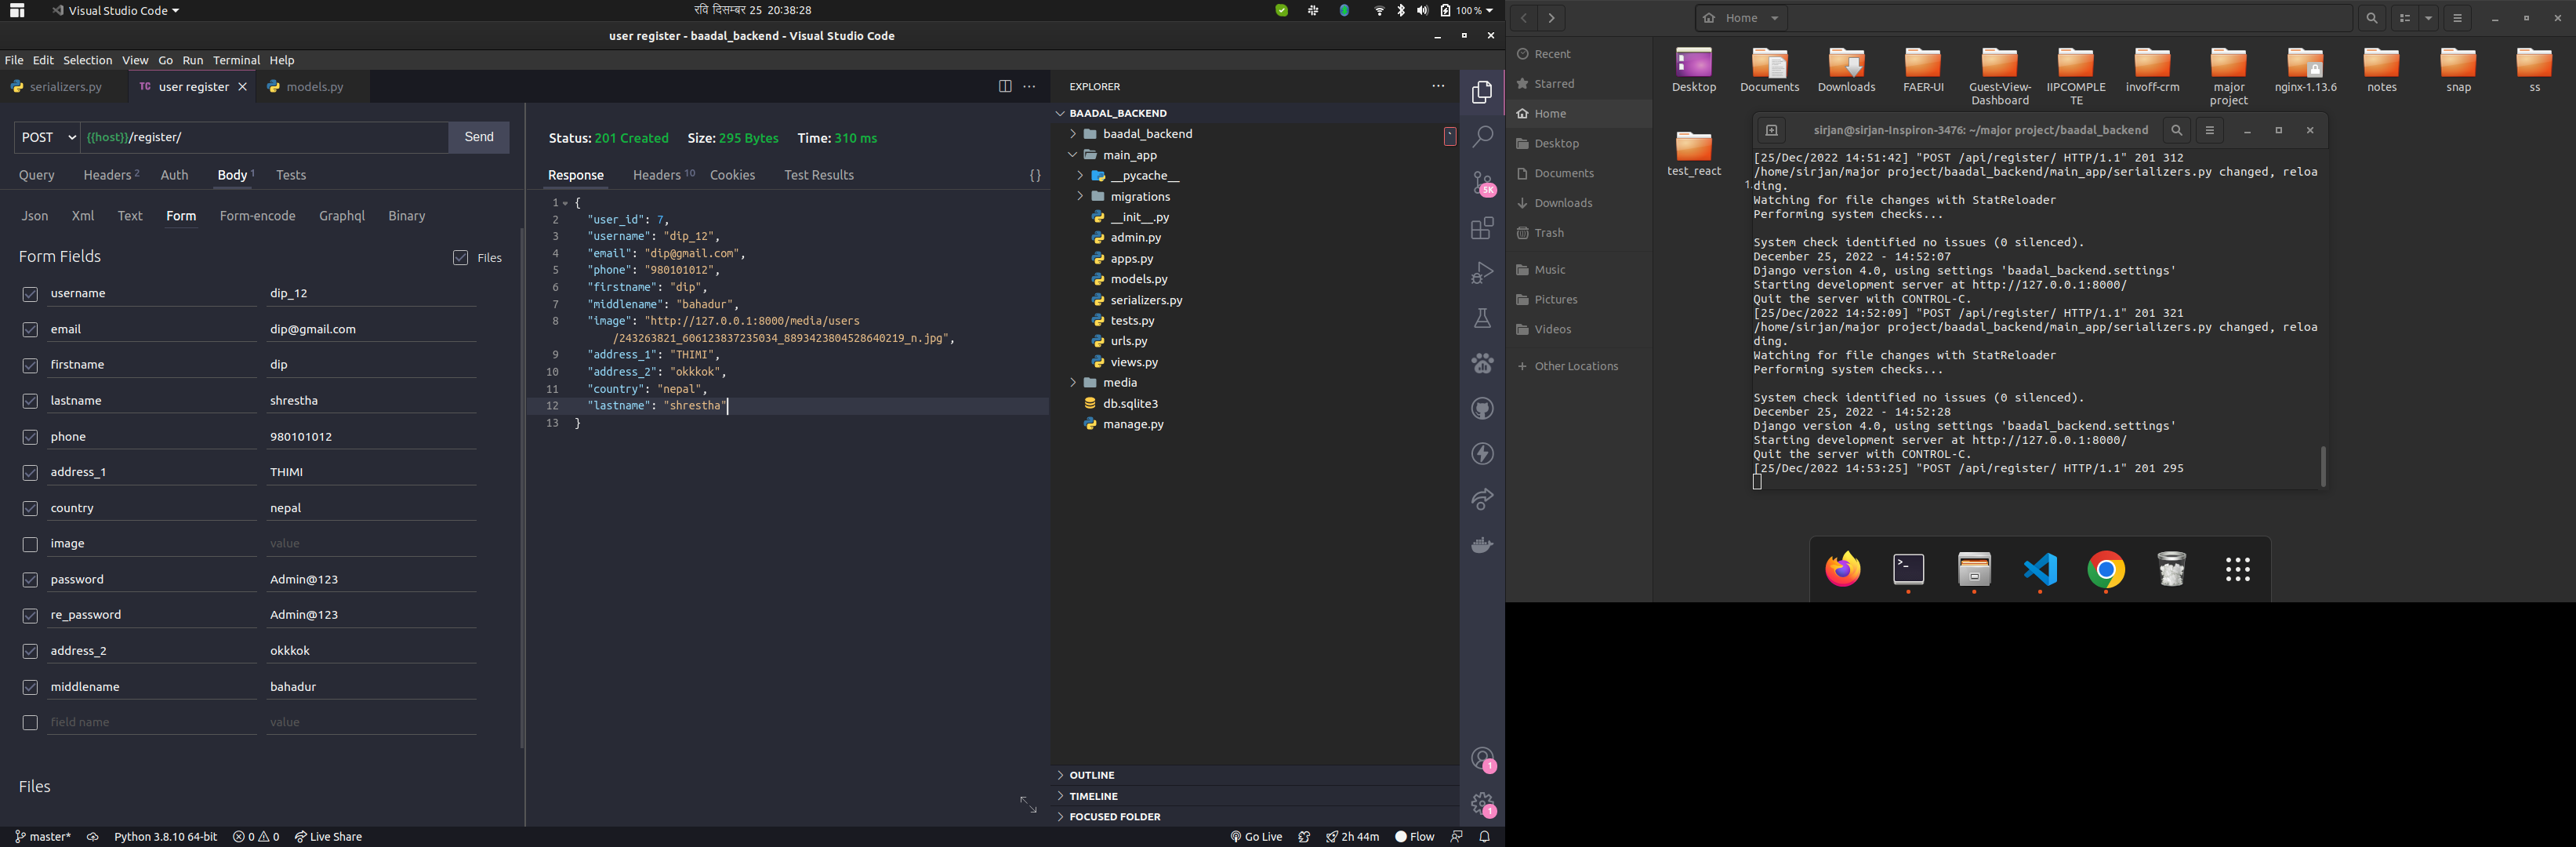 Visual Studio Code
रवि दिसम्बर 25 20:38:28
100 %
user register - baadal_backend - Visual Studio Code
File Edit Selection View Go Run Terminal Help
serializers.py
TC user register
models.py
POST
{{host}}/register/
Send
Query
Headers 2
Auth
Body 1
Tests
Json
Xml
Text
Form
Form-encode
Graphql
Binary
Form Fields
Files
username dip_12
email dip@gmail.com
firstname dip
lastname shrestha
phone 980101012
address_1 THIMI
country nepal
image value
password Admin@123
re_password Admin@123
address_2 okkkok
middlename bahadur
field name value
Files
Status: 201 Created Size: 295 Bytes Time: 310 ms
Response
Headers 10
Cookies
Test Results
{}
1 {
2 "user_id": 7,
3 "username": "dip_12",
4 "email": "dip@gmail.com",
5 "phone": "980101012",
6 "firstname": "dip",
7 "middlename": "bahadur",
8 "image": "http://127.0.0.1:8000/media/users
/243263821_606123837235034_8893423804528640219_n.jpg",
9 "address_1": "THIMI",
10 "address_2": "okkkok",
11 "country": "nepal",
12 "lastname": "shrestha"
13 }
EXPLORER
BAADAL_BACKEND
baadal_backend
main_app
__pycache__
migrations
__init__.py
admin.py
apps.py
models.py
serializers.py
tests.py
urls.py
views.py
media
db.sqlite3
manage.py
OUTLINE
TIMELINE
FOCUSED FOLDER
5K
1
1
master*
Python 3.8.10 64-bit
0 0
Live Share
Go Live
2h 44m
Flow
Home
Recent
Starred
Home
Desktop
Documents
Downloads
Trash
Music
Pictures
Videos
+ Other Locations
Desktop
Documents
Downloads
FAER-UI
Guest-View-
Dashboard
IIPCOMPLE
TE
invoff-crm
major
project
nginx-1.13.6
notes
snap
ss
test_react
1.
sirjan@sirjan-Inspiron-3476: ~/major project/baadal_backend
[25/Dec/2022 14:51:42] "POST /api/register/ HTTP/1.1" 201 312
/home/sirjan/major project/baadal_backend/main_app/serializers.py changed, reloa
ding.
Watching for file changes with StatReloader
Performing system checks...
System check identified no issues (0 silenced).
December 25, 2022 - 14:52:07
Django version 4.0, using settings 'baadal_backend.settings'
Starting development server at http://127.0.0.1:8000/
Quit the server with CONTROL-C.
[25/Dec/2022 14:52:09] "POST /api/register/ HTTP/1.1" 201 321
/home/sirjan/major project/baadal_backend/main_app/serializers.py changed, reloa
ding.
Watching for file changes with StatReloader
Performing system checks...
System check identified no issues (0 silenced).
December 25, 2022 - 14:52:28
Django version 4.0, using settings 'baadal_backend.settings'
Starting development server at http://127.0.0.1:8000/
Quit the server with CONTROL-C.
[25/Dec/2022 14:53:25] "POST /api/register/ HTTP/1.1" 201 295